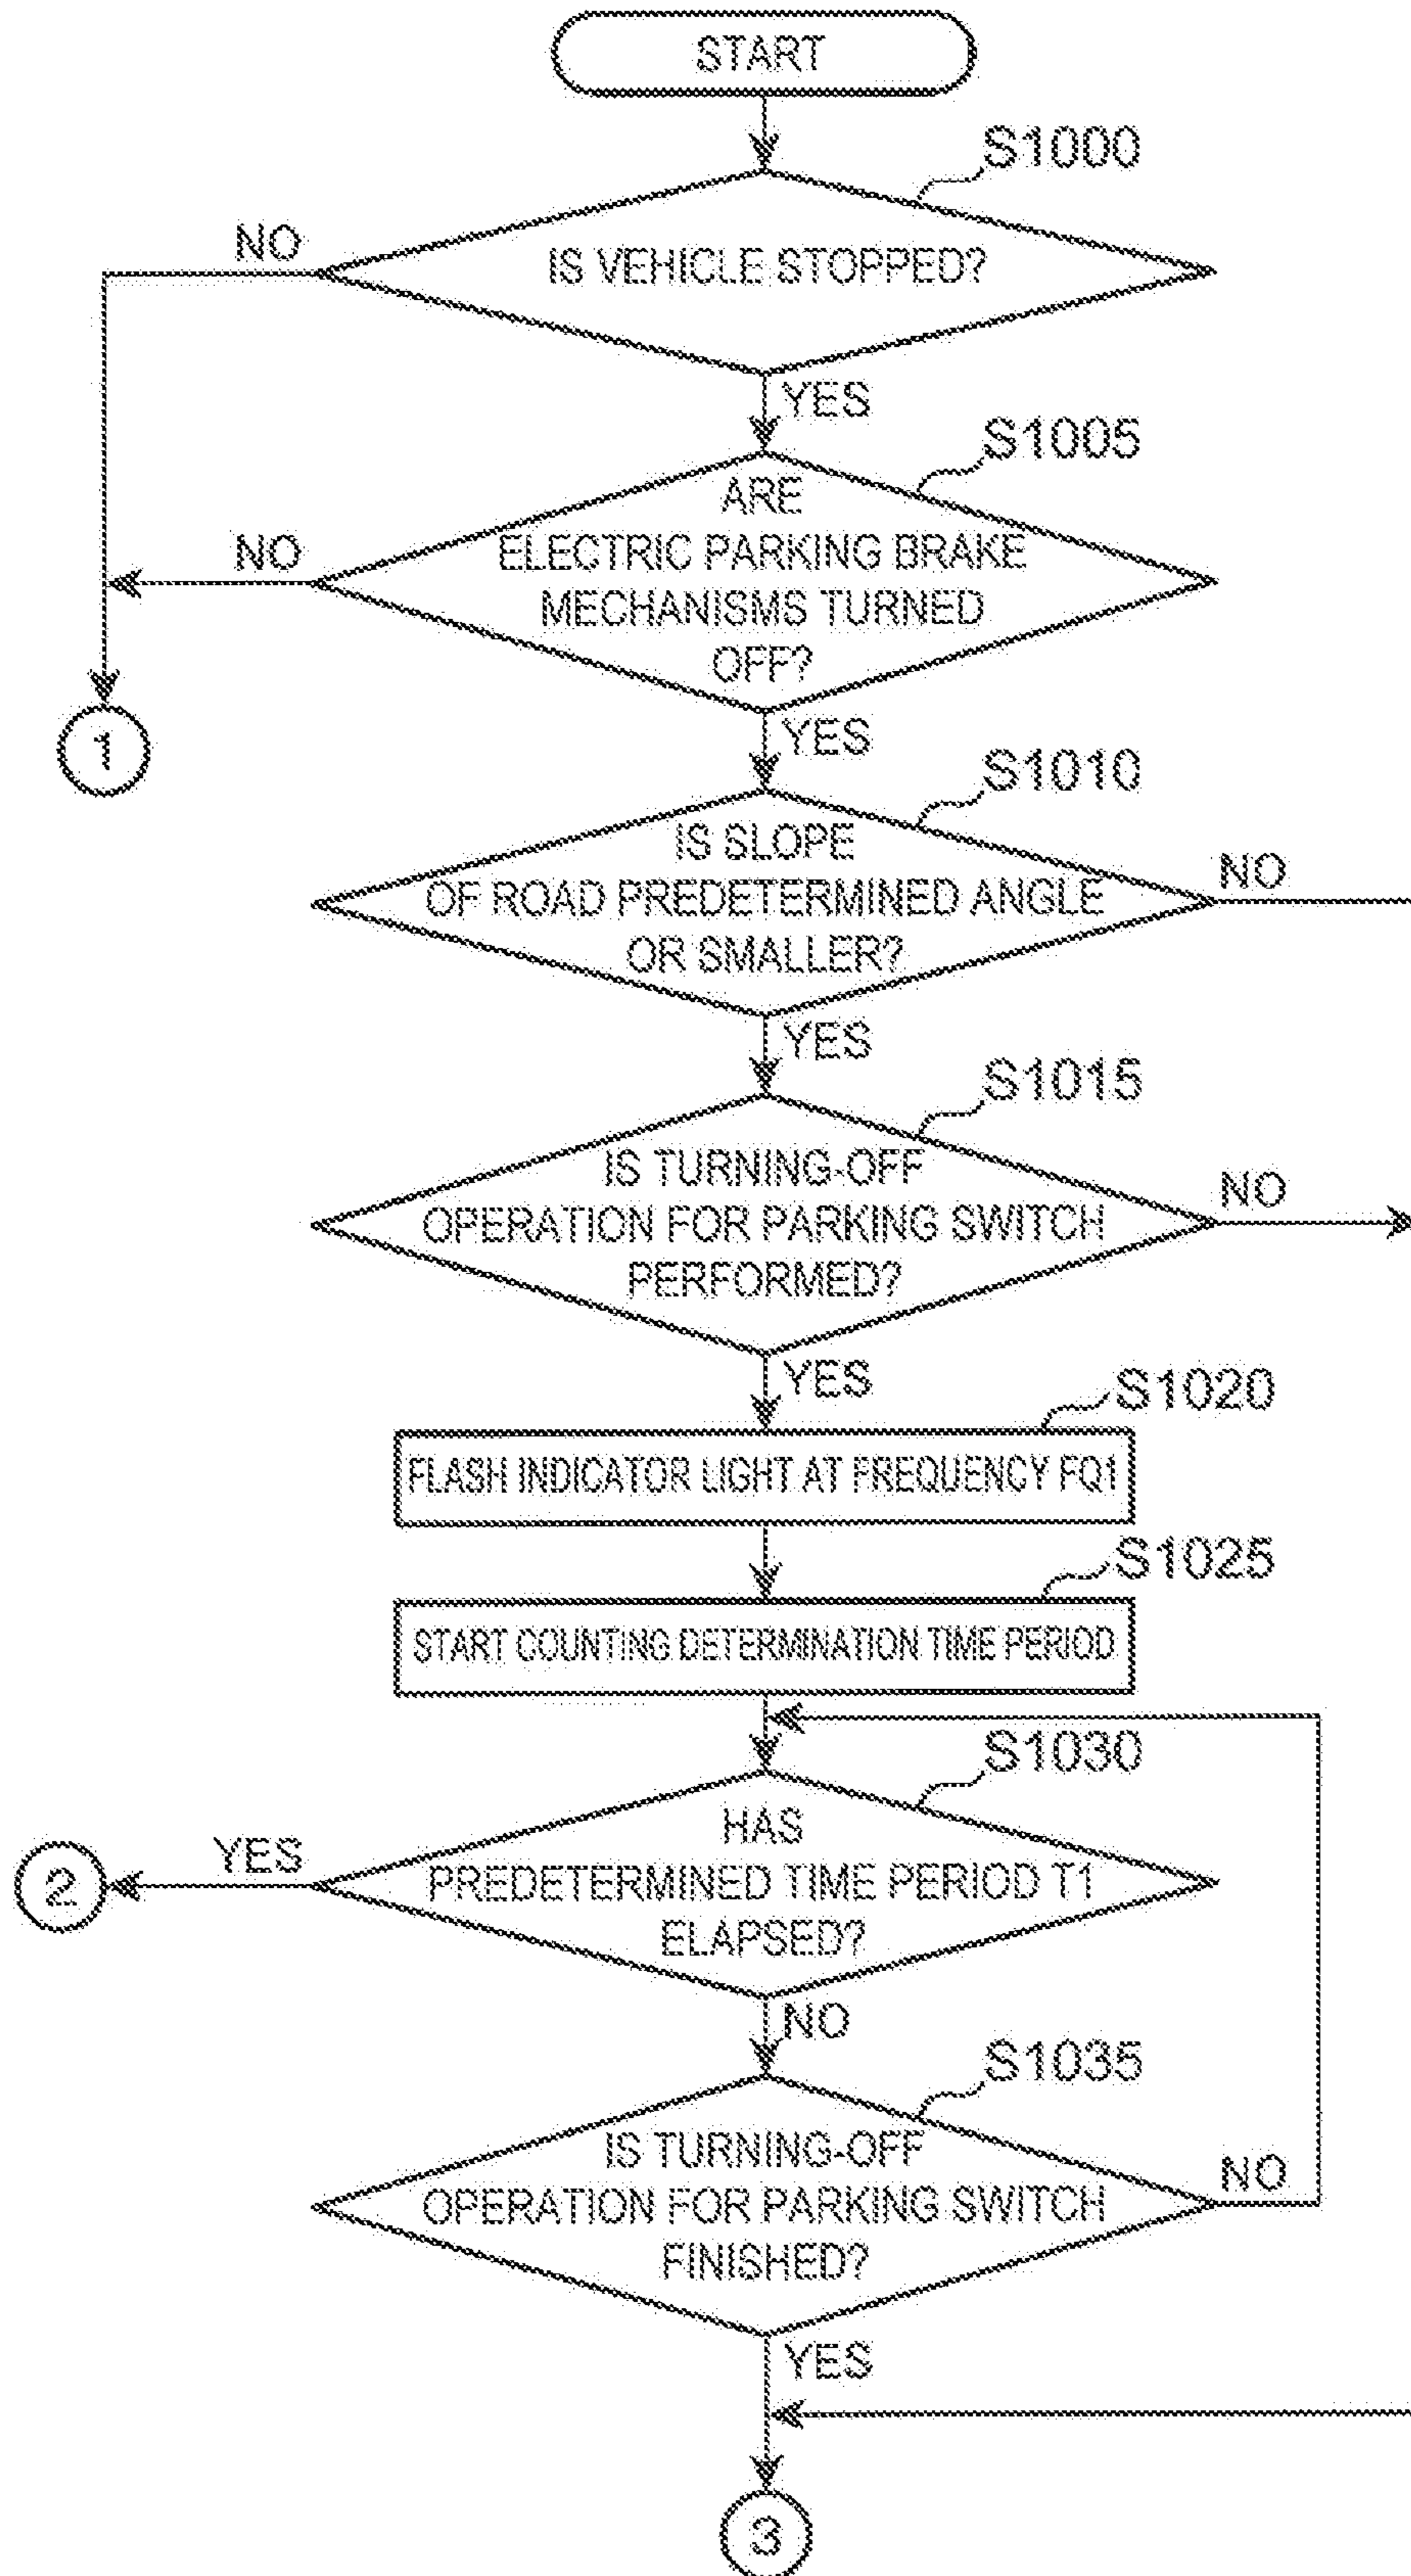 START
S1000
NO
IS VEHICLE STOPPED?
YES
S1005
ARE
NO
ELECTRIC PARKING BRAKE
MECHANISMS TURNED
OFF?
1
YES
S1010
IS SLOPE
NO
OF ROAD PREDETERMINED ANGLE
OR SMALLER?
YES
S1015
IS TURNING-OFF
NO
OPERATION FOR PARKING SWITCH
PERFORMED?
YES
S1020
FLASH INDICATOR LIGHT AT FREQUENCY FQ1
S1025
START COUNTING DETERMINATION TIME PERIOD
S1030
HAS
YES
2
PREDETERMINED TIME PERIOD T1
ELAPSED?
NO
S1035
IS TURNING-OFF
NO
OPERATION FOR PARKING SWITCH
FINISHED?
YES
3